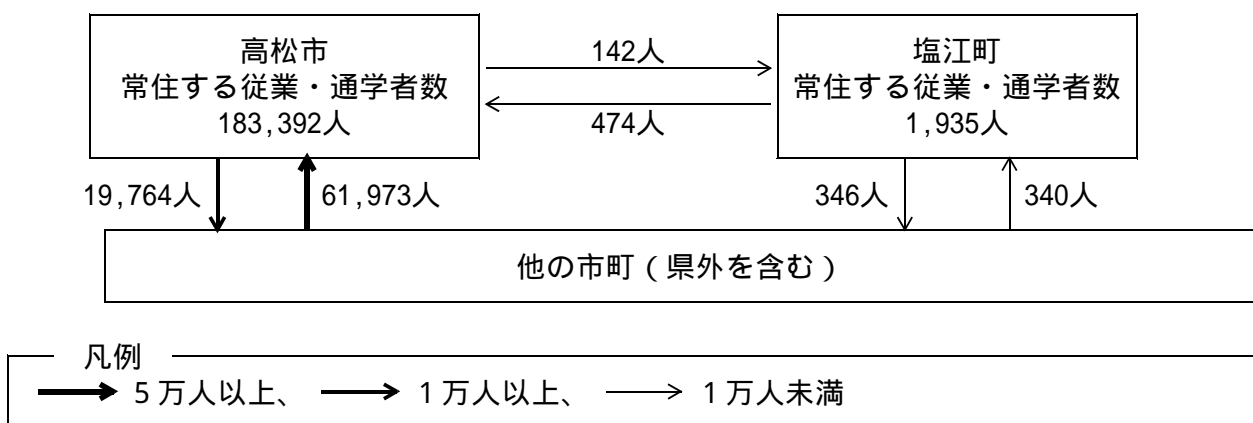 高松市
常住する従業・通学者数
183,392人
142人
474人
塩江町
常住する従業・通学者数
1,935人
19,764人
61,973人
346人
340人
他の市町(県外を含む)
凡例
5万人以上、 1万人以上、 1万人未満